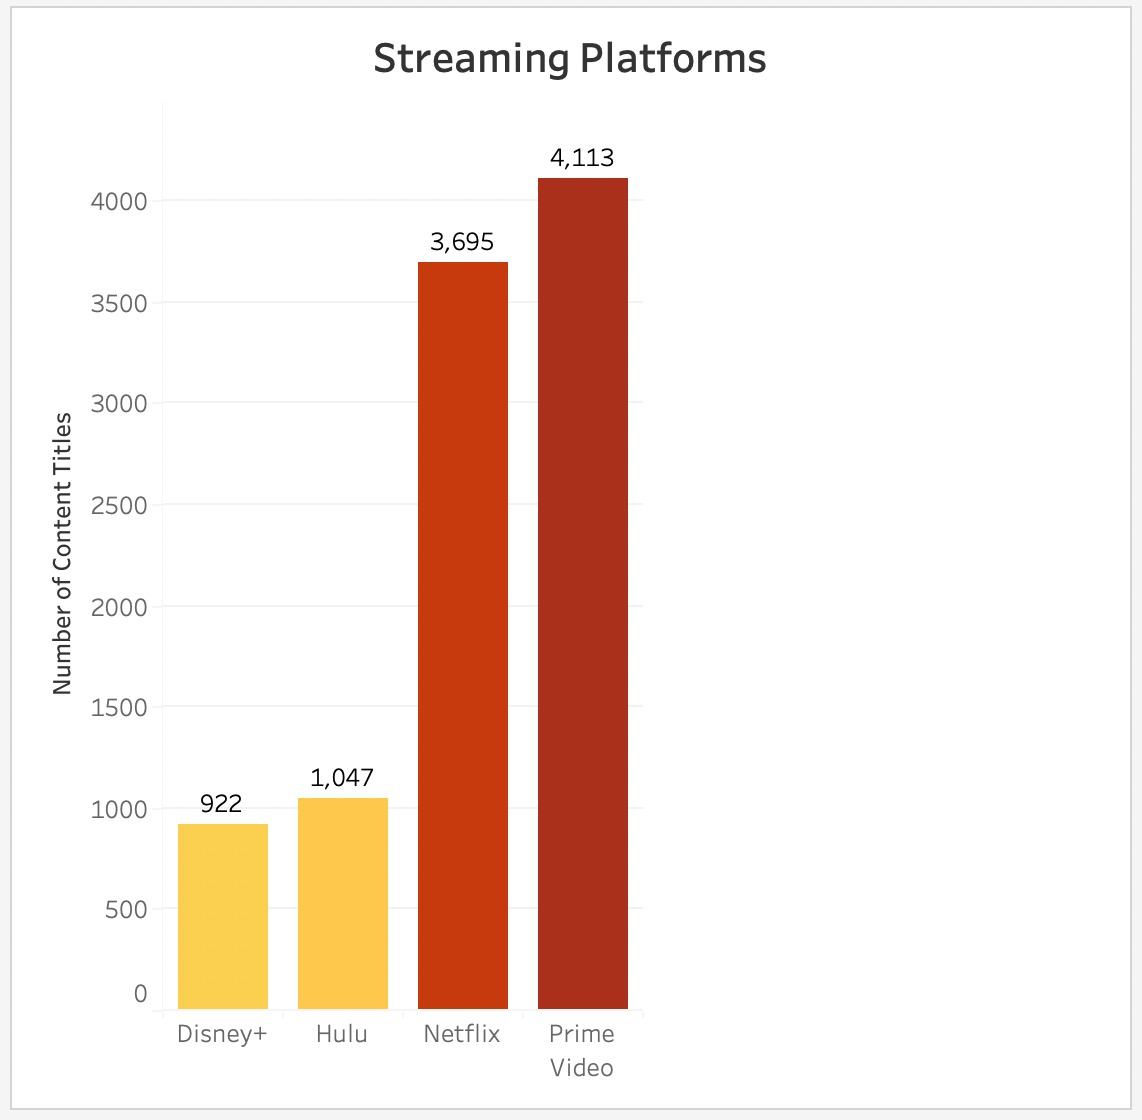 Streaming Platforms
Number of Content Titles
4000
3500
3000
2500
2000
1500
1000
500
0
922
1,047
3,695
4,113
Disney+
Hulu
Netflix
Prime
Video